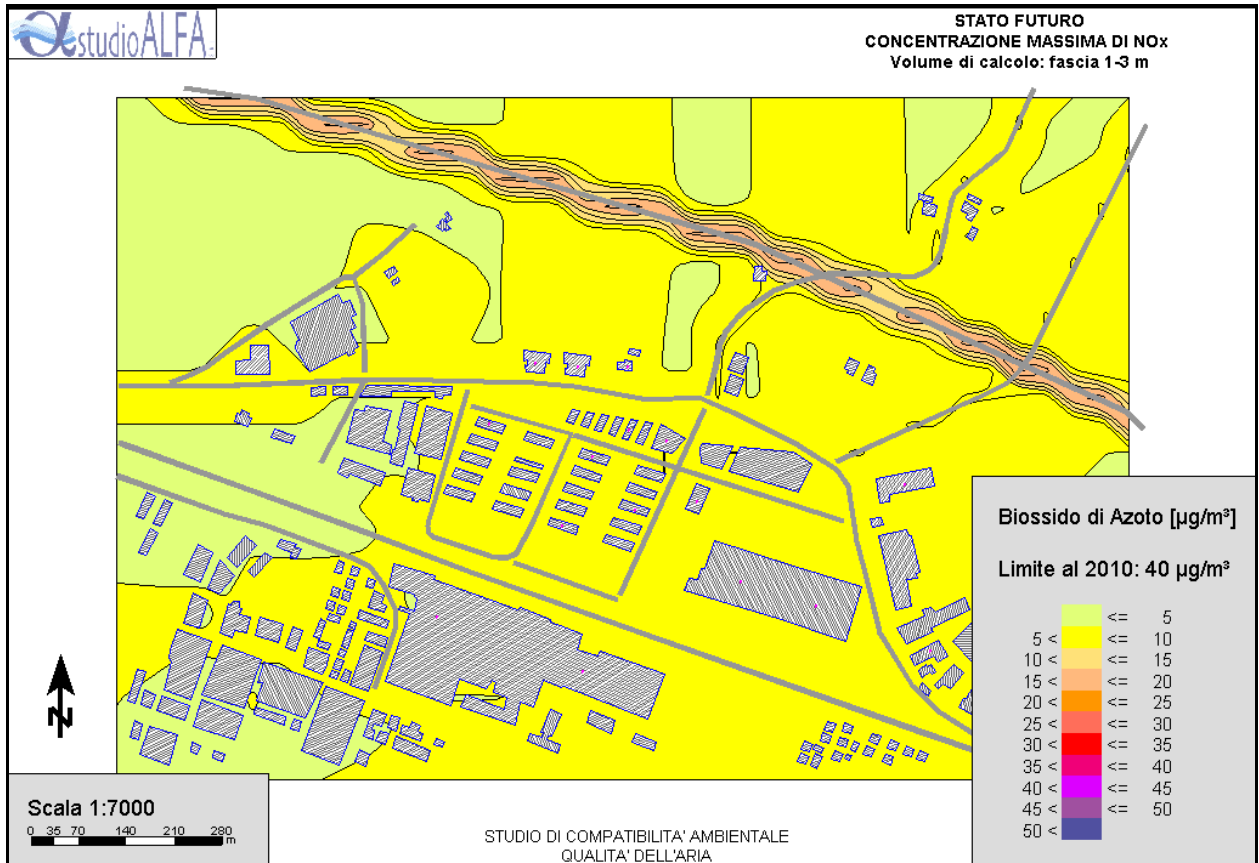 αstudioALFA
STATO FUTURO
CONCENTRAZIONE MASSIMA DI NOx
Volume di calcolo: fascia 1-3 m
Biossido di Azoto [µg/m³]
Limite al 2010: 40 µg/m³
<= 5
5 < <= 10
10 < <= 15
15 < <= 20
20 < <= 25
25 < <= 30
30 < <= 35
35 < <= 40
40 < <= 45
45 < <= 50
50 <
N
Scala 1:7000
0 35 70 140 210 280
m
STUDIO DI COMPATIBILITA' AMBIENTALE
QUALITA' DELL'ARIA